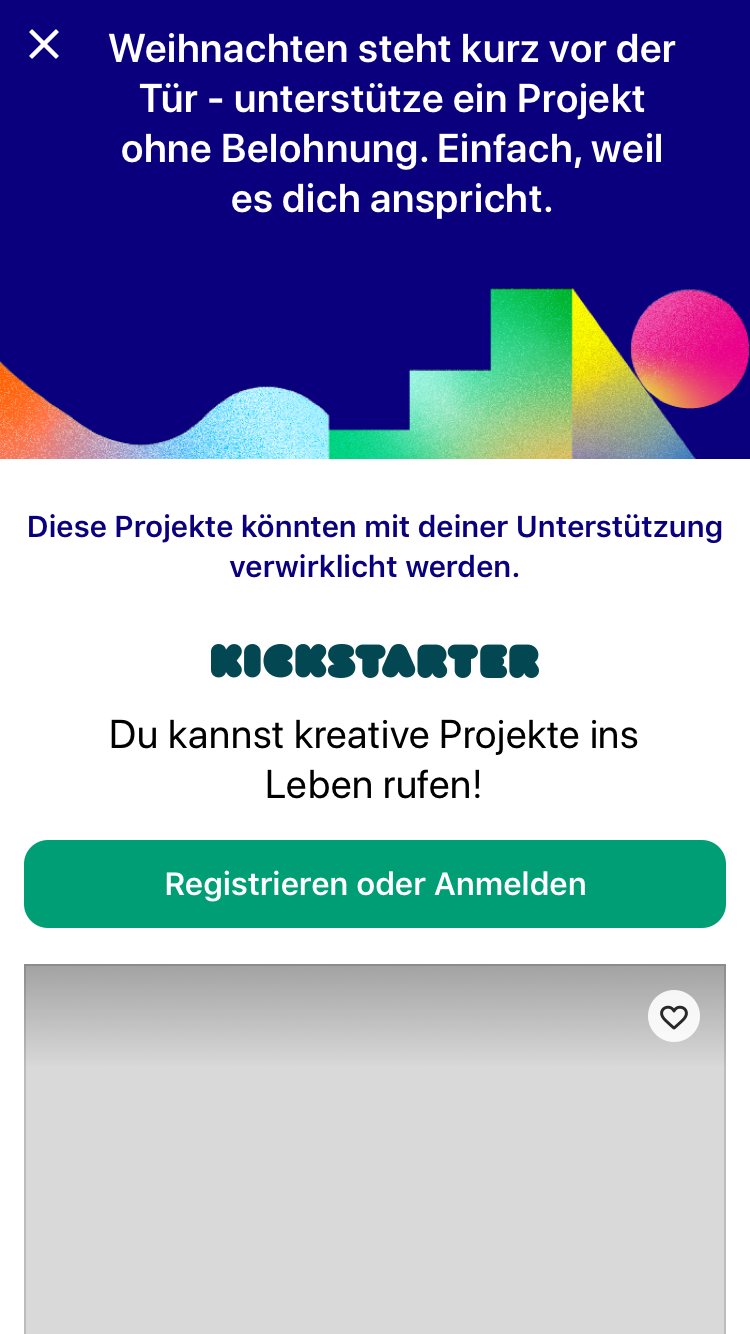 Weihnachten steht kurz vor der
Tür - unterstütze ein Projekt
ohne Belohnung. Einfach, weil
es dich anspricht.
Diese Projekte könnten mit deiner Unterstützung
verwirklicht werden.
KICKSTARTER
Du kannst kreative Projekte ins
Leben rufen!
Registrieren oder Anmelden